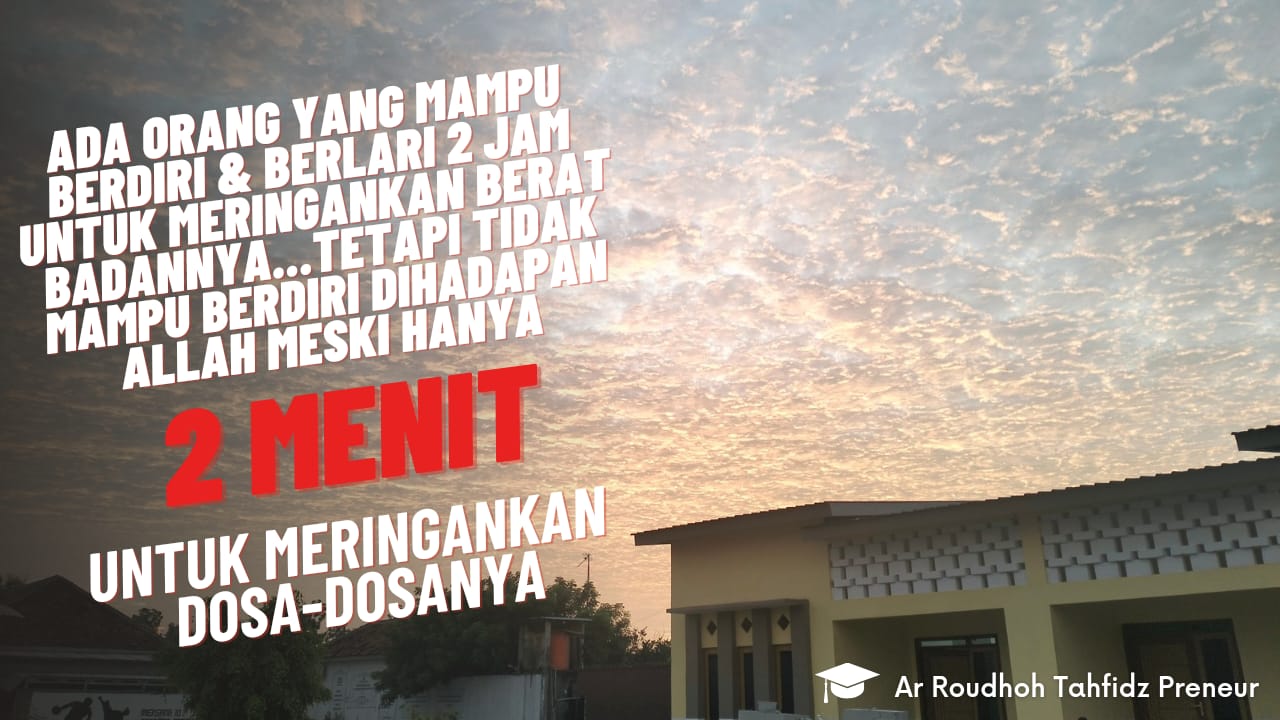 ADA ORANG YANG MAMPU
BERDIRI & BERLARI 2 JAM
UNTUK MERINGANKAN BERAT
BADANNYA...TETAPI TIDAK
MAMPU BERDIRI DIHADAPAN
ALLAH MESKI HANYA
2 MENIT
UNTUK MERINGANKAN
DOSA-DOSANYA
Ar Roudhoh Tahfidz Preneur